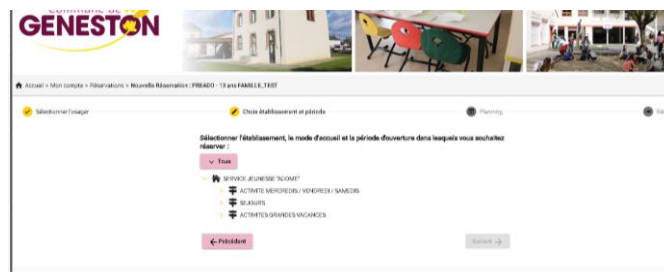 Commune de
GENESTON
Accueil > Mon compte > Réservations > Nouvelle Réservation : PREADO - 13 ans FAMILLE_TEST
Sélectionner l'usager
Choix établissement et période
Planning
Sélectionner l'établissement, le mode d'accueil et la période d'ouverture dans lesquels vous souhaitez
réserver :
Tous
SERVICE JEUNESSE
ACTIVITE MERCREDIS / VENDREDI / SAMEDIS
SEJOURS
ACTIVITES GRANDES VACANCES
Précédent
Suivant